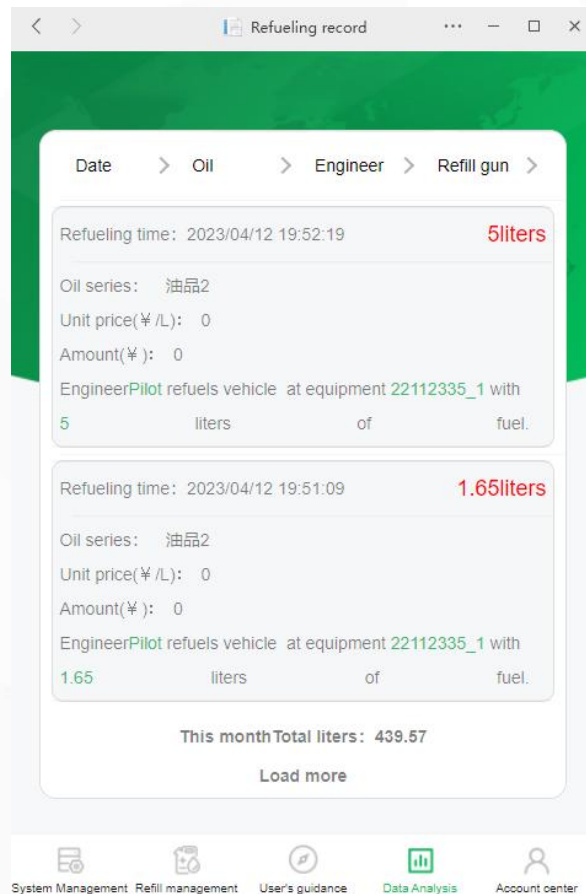 Refueling record
Date Oil Engineer Refill gun
Refueling time：2023/04/12 19:52:19 5liters
Oil series： 油品2
Unit price(￥/L)： 0
Amount(￥)： 0
EngineerPilot refuels vehicle at equipment 22112335_1 with
5 liters of fuel.
Refueling time：2023/04/12 19:51:09 1.65liters
Oil series： 油品2
Unit price(￥/L)： 0
Amount(￥)： 0
EngineerPilot refuels vehicle at equipment 22112335_1 with
1.65 liters of fuel.
This monthTotal liters：439.57
Load more
System Management Refill management User's guidance Data Analysis Account center